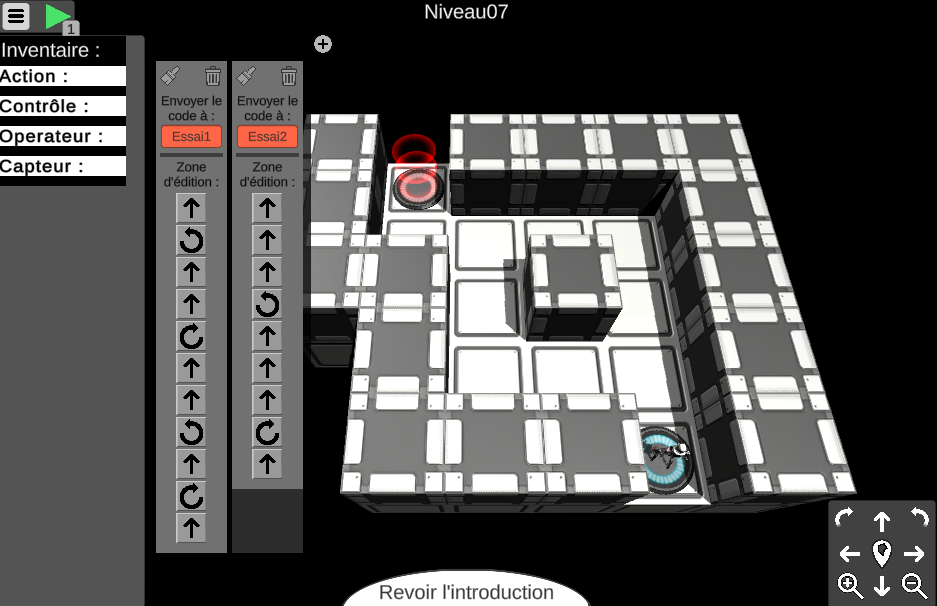 Niveau07
1
Inventaire :
Action :
Contrôle :
Operateur :
Capteur :
Envoyer le
code à :
Essai1
Zone
d'édition :
Envoyer le
code à :
Essai2
Zone
d'édition :
Revoir l'introduction